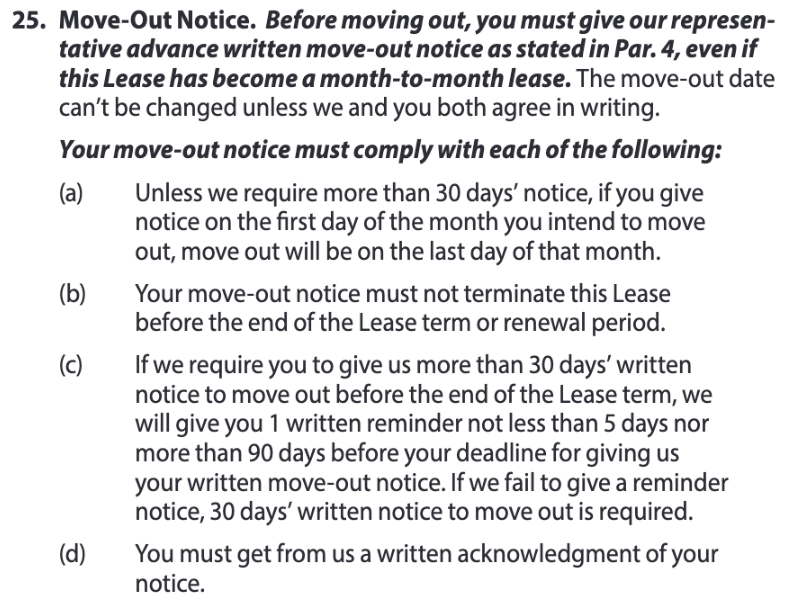 25. Move-Out Notice. Before moving out, you must give our represen-
tative advance written move-out notice as stated in Par. 4, even if
this Lease has become a month-to-month lease. The move-out date
can't be changed unless we and you both agree in writing.
Your move-out notice must comply with each of the following:
(a) Unless we require more than 30 days' notice, if you give
notice on the first day of the month you intend to move
out, move out will be on the last day of that month.
(b) Your move-out notice must not terminate this Lease
before the end of the Lease term or renewal period.
(c) If we require you to give us more than 30 days' written
notice to move out before the end of the Lease term, we
will give you 1 written reminder not less than 5 days nor
more than 90 days before your deadline for giving us
your written move-out notice. If we fail to give a reminder
notice, 30 days' written notice to move out is required.
(d) You must get from us a written acknowledgment of your
notice.